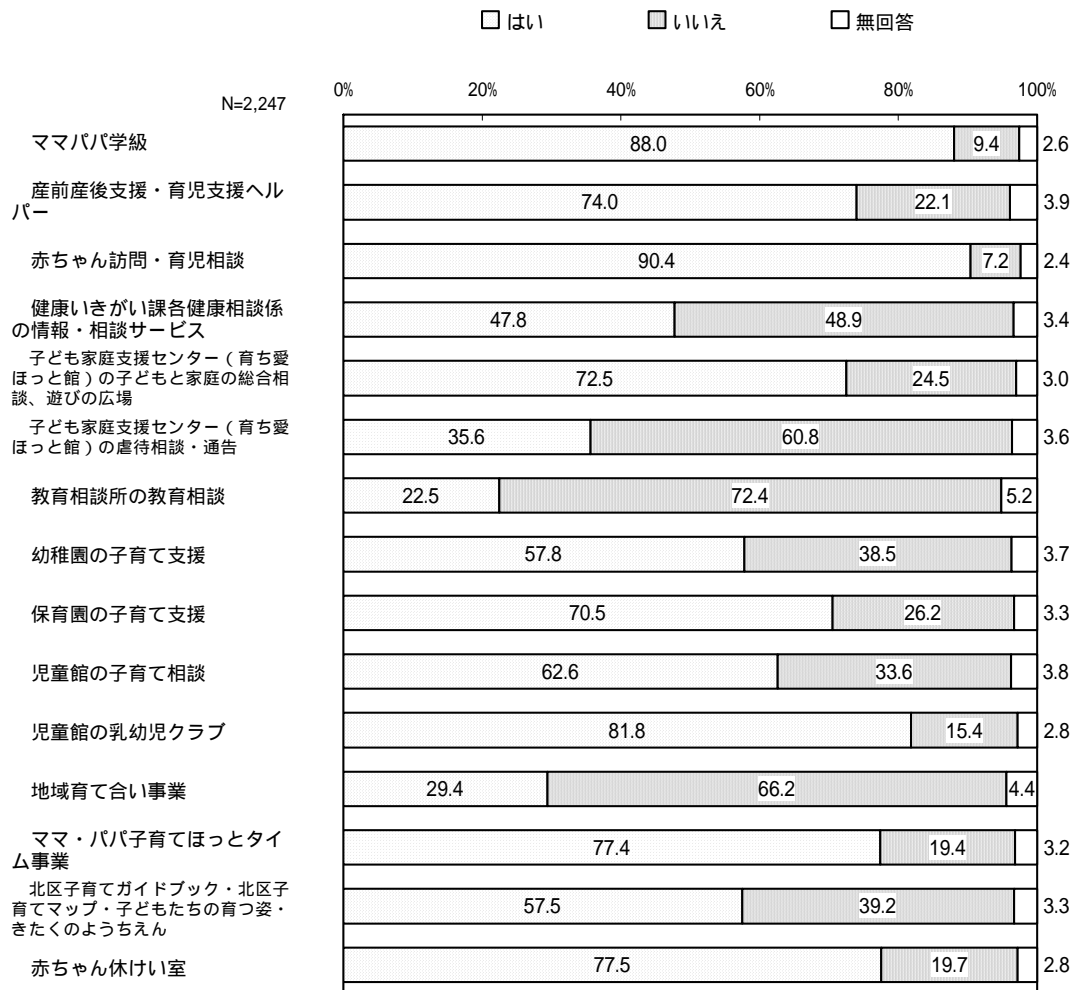 はい いいえ 無回答
N=2,247
0% 20% 40% 60% 80% 100%
ママパパ学級 88.0 9.4 2.6
産前産後支援・育児支援ヘル
パー
74.0 22.1 3.9
赤ちゃん訪問・育児相談 90.4 7.2 2.4
健康いきがい課各健康相談係
の情報・相談サービス
47.8 48.9 3.4
子ども家庭支援センター(育ち愛
ほっと館)の子どもと家庭の総合相
談、遊びの広場
72.5 24.5 3.0
子ども家庭支援センター(育ち愛
ほっと館)の虐待相談・通告
35.6 60.8 3.6
教育相談所の教育相談 22.5 72.4 5.2
幼稚園の子育て支援 57.8 38.5 3.7
保育園の子育て支援 70.5 26.2 3.3
児童館の子育て相談 62.6 33.6 3.8
児童館の乳幼児クラブ 81.8 15.4 2.8
地域育て合い事業 29.4 66.2 4.4
ママ・パパ子育てほっとタイ
ム事業
77.4 19.4 3.2
北区子育てガイドブック・北区子
育てマップ・子どもたちの育つ姿・
きたくのようちえん
57.5 39.2 3.3
赤ちゃん休けい室 77.5 19.7 2.8